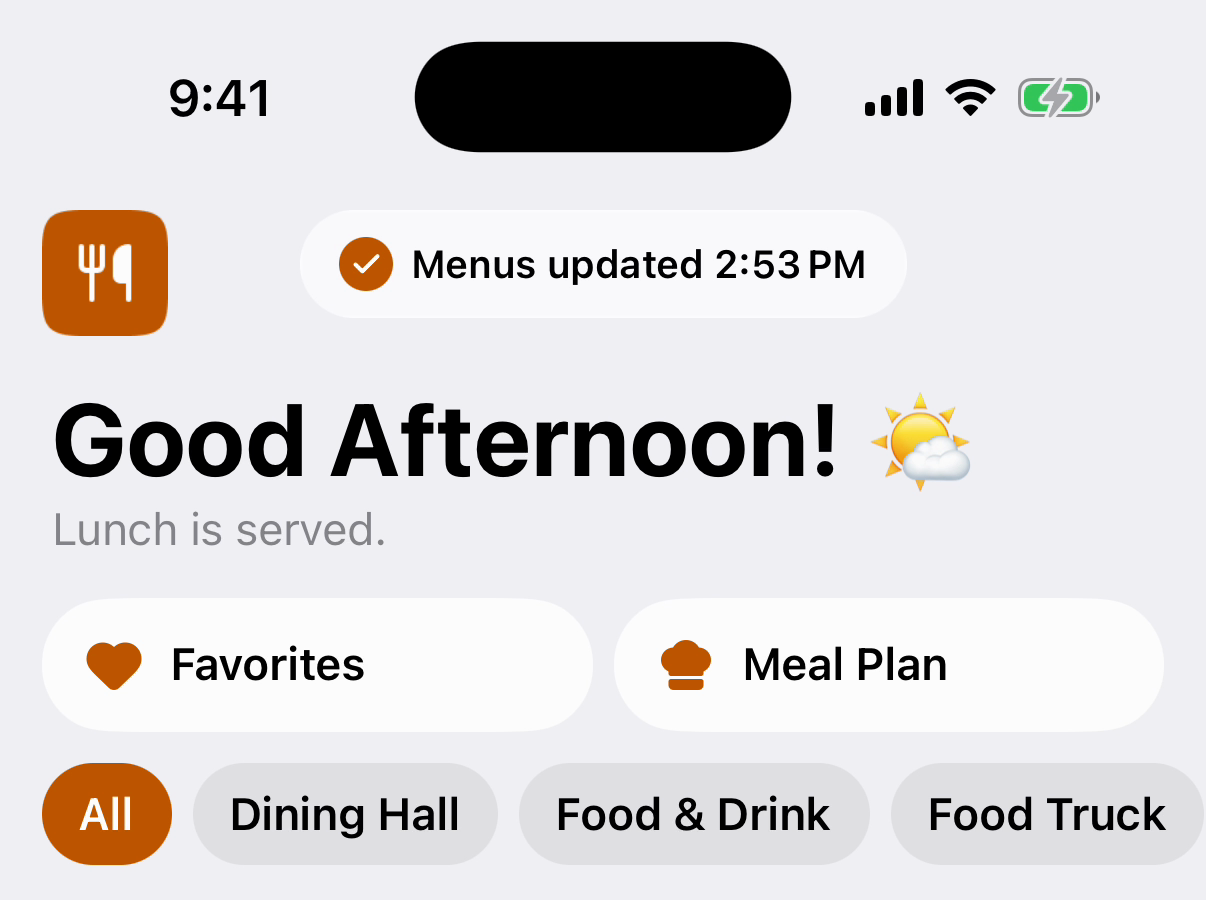 9:41
Menus updated 2:53 PM
Good Afternoon! 🌤️
Lunch is served.
Favorites
Meal Plan
All
Dining Hall
Food & Drink
Food Truck